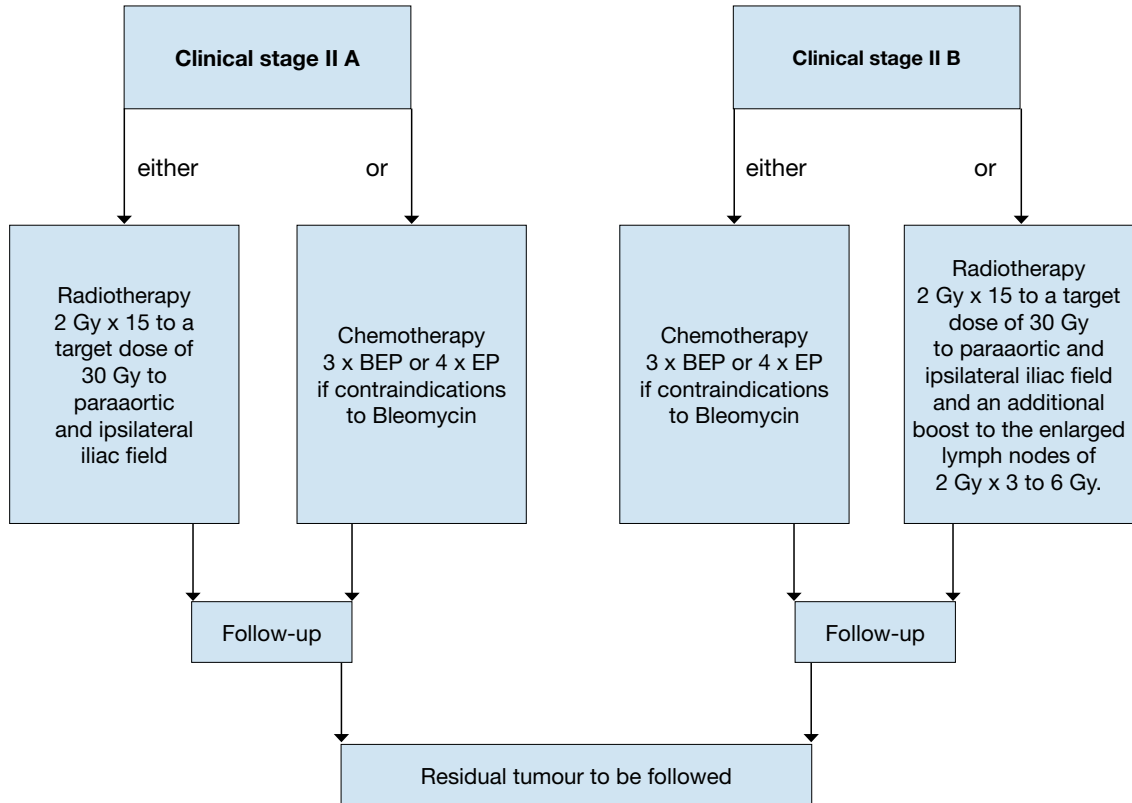 Clinical stage II A
Clinical stage II B
either
or
either
or
Radiotherapy
2 Gy x 15 to a
target dose of
30 Gy to
paraaortic
and ipsilateral
iliac field
Chemotherapy
3 x BEP or 4 x EP
if contraindications
to Bleomycin
Chemotherapy
3 x BEP or 4 x EP
if contraindications
to Bleomycin
Radiotherapy
2 Gy x 15 to a target
dose of 30 Gy
to paraaortic and
ipsilateral iliac field
and an additional
boost to the enlarged
lymph nodes of
2 Gy x 3 to 6 Gy.
Follow-up
Follow-up
Residual tumour to be followed